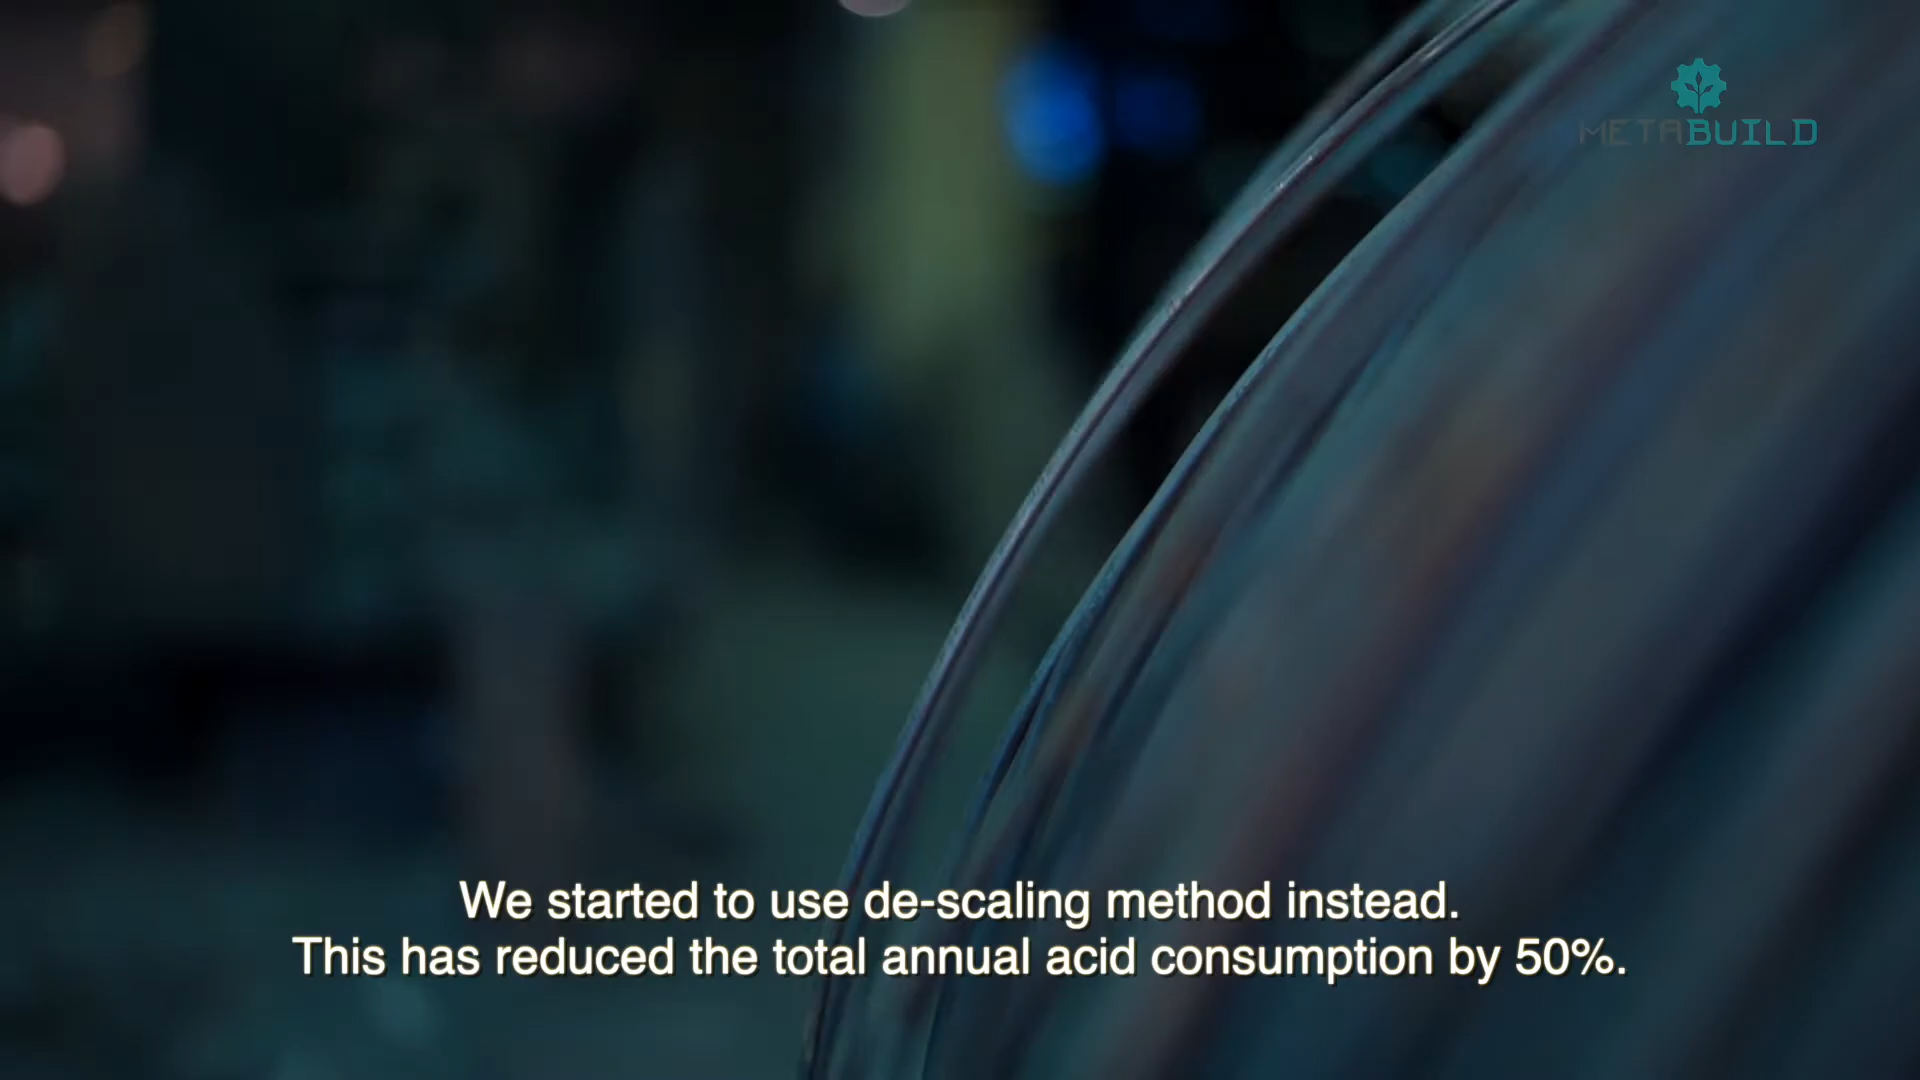 METABUILD
We started to use de-scaling method instead.
This has reduced the total annual acid consumption by 50%.